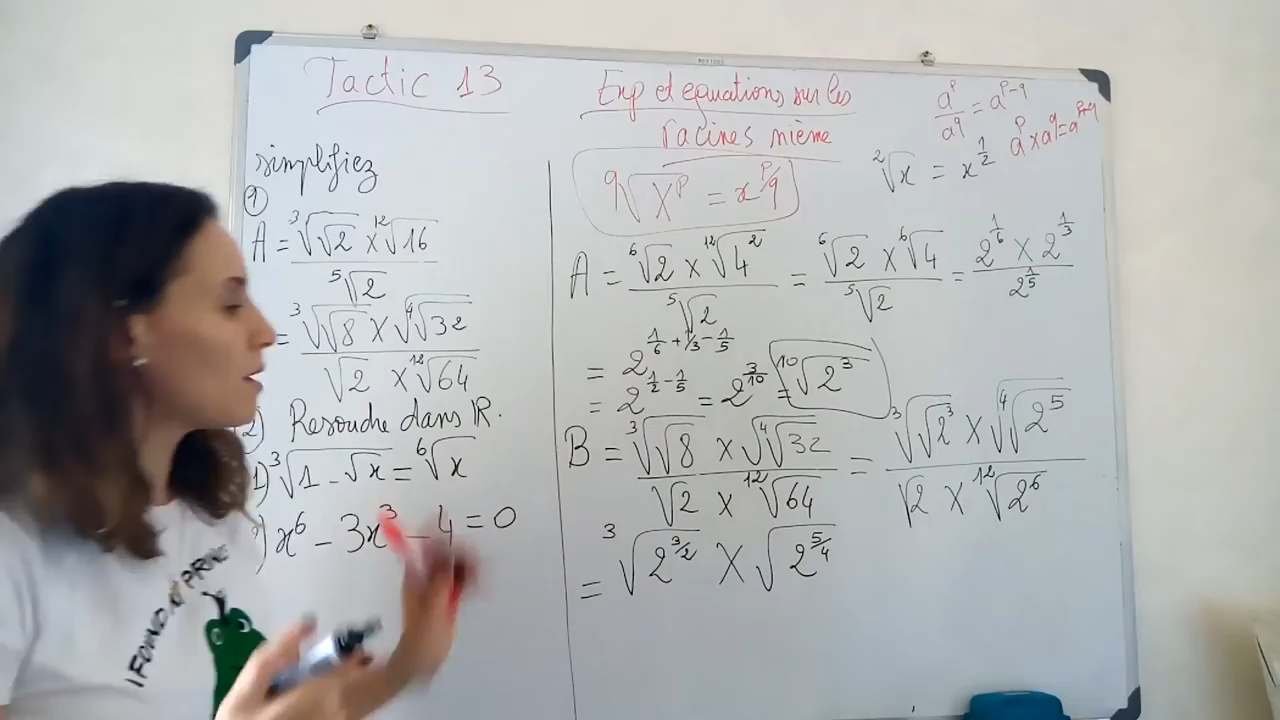 Tactic 13
Exp et equations sur les
racines nième
a^p/a^q = a^{p-q}
a^p × a^q = a^{p+q}
simplifiez
①
A = (³√√2 × ¹²√16) / ⁵√2
= (³√√8 × √⁴√32) / (√2 × ¹²√64)
2) Resoudre dans ℝ.
1) ³√(1 - √x) = ⁶√x
) x⁶ - 3x³ - 4 = 0
^q√(x^p) = x^{p/q}
²√x = x^{1/2}
A = (⁶√2 × ¹²√4²) / ⁵√2 = (⁶√2 × ⁶√4) / ⁵√2 = (2^{1/6} × 2^{1/3}) / 2^{1/5}
= 2^{1/6 + 1/3 - 1/5}
= 2^{1/2 - 1/5} = 2^{3/10} = ¹⁰√2³
B = (³√√8 × √⁴√32) / (√2 × ¹²√64) = (³√√2³ × ⁴√√2⁵) / (√2 × ¹²√2⁶)
= ³√(2^{3/2}) × √(2^{5/4})
I FOUND MY PRINC